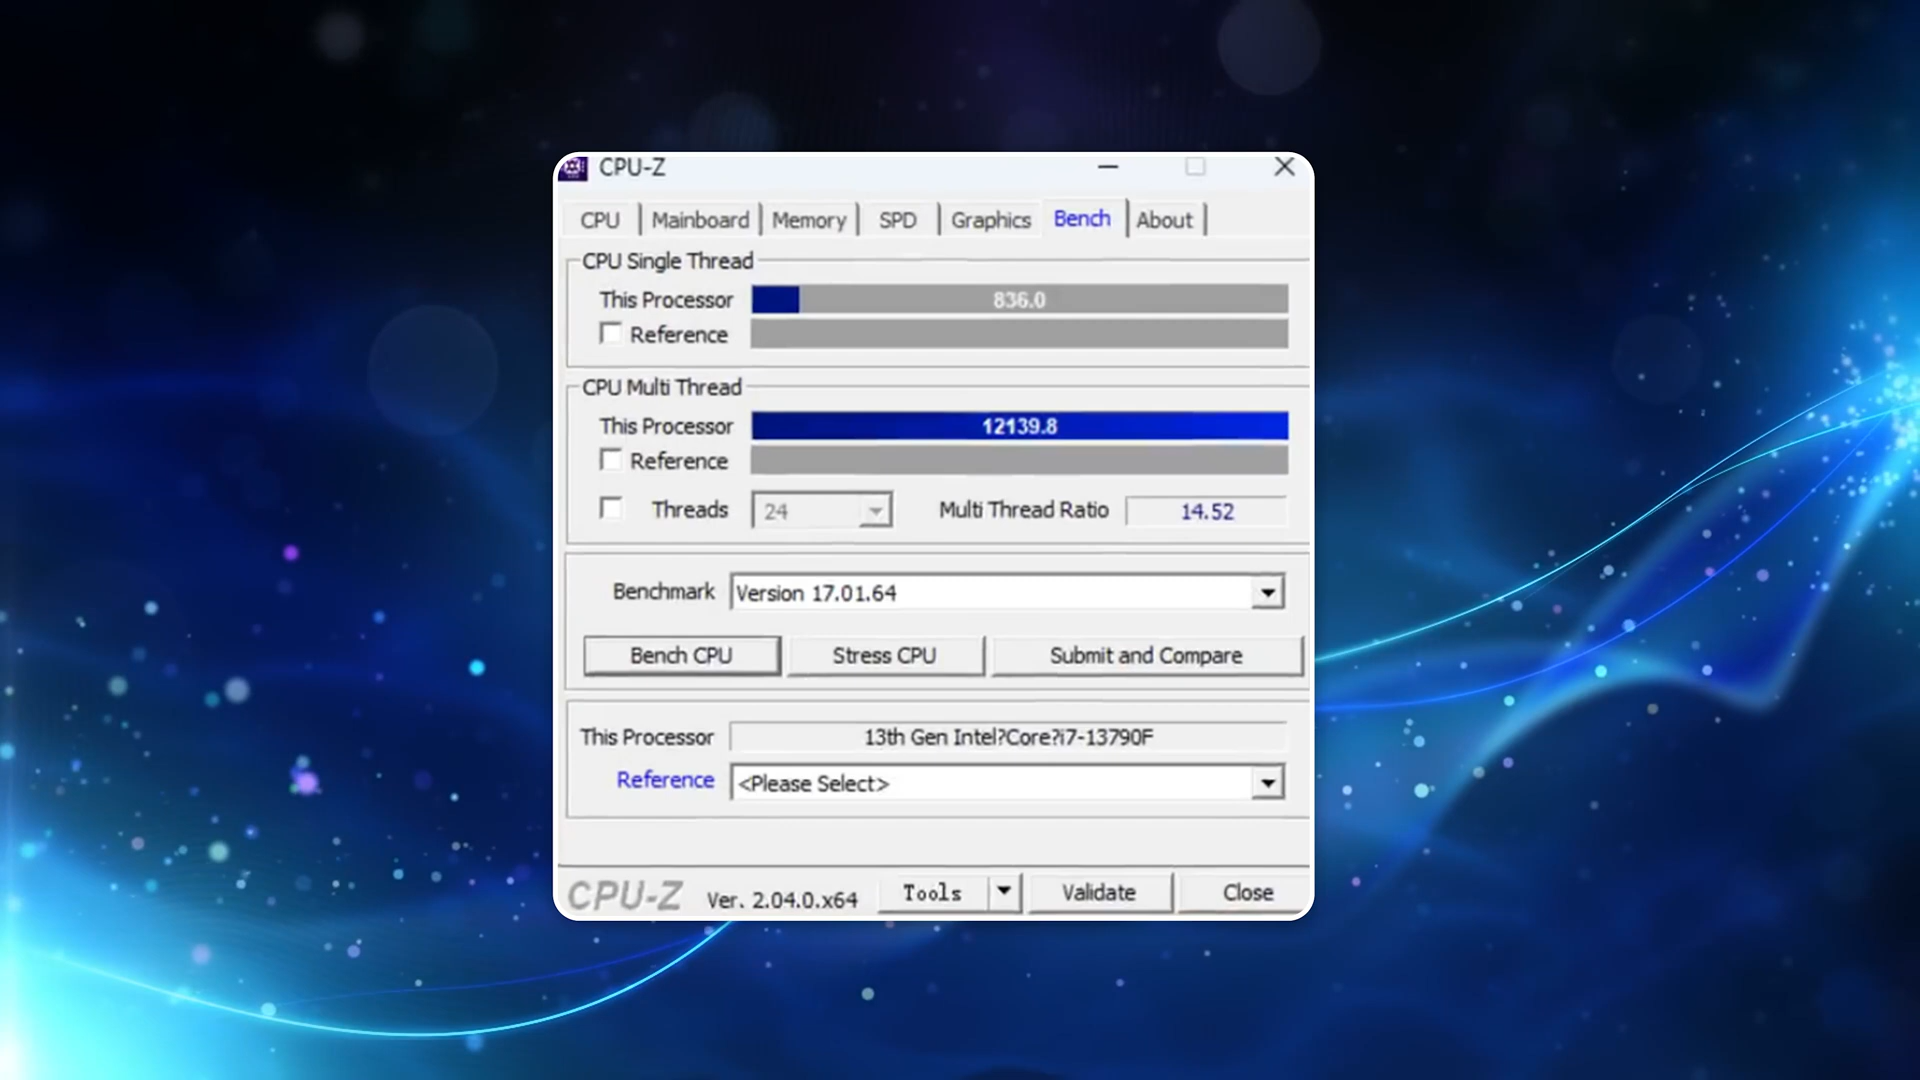 CPU-Z
CPU Mainboard Memory SPD Graphics Bench About
CPU Single Thread
This Processor 836.0
Reference
CPU Multi Thread
This Processor 12139.8
Reference
Threads 24 Multi Thread Ratio 14.52
Benchmark Version 17.01.64
Bench CPU Stress CPU Submit and Compare
This Processor 13th Gen Intel?Core?i7-13790F
Reference <Please Select>
CPU-Z Ver. 2.04.0.x64 Tools Validate Close